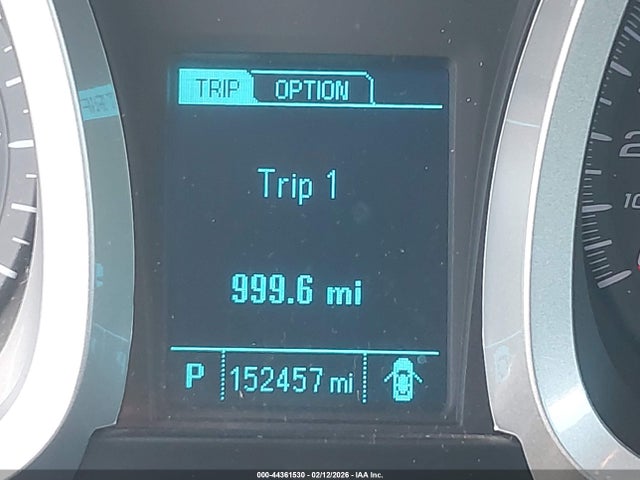 TRIP OPTION
Trip 1
999.6 mi
P 152457 mi
000-44361530 - 02/12/2026 - IAA Inc.